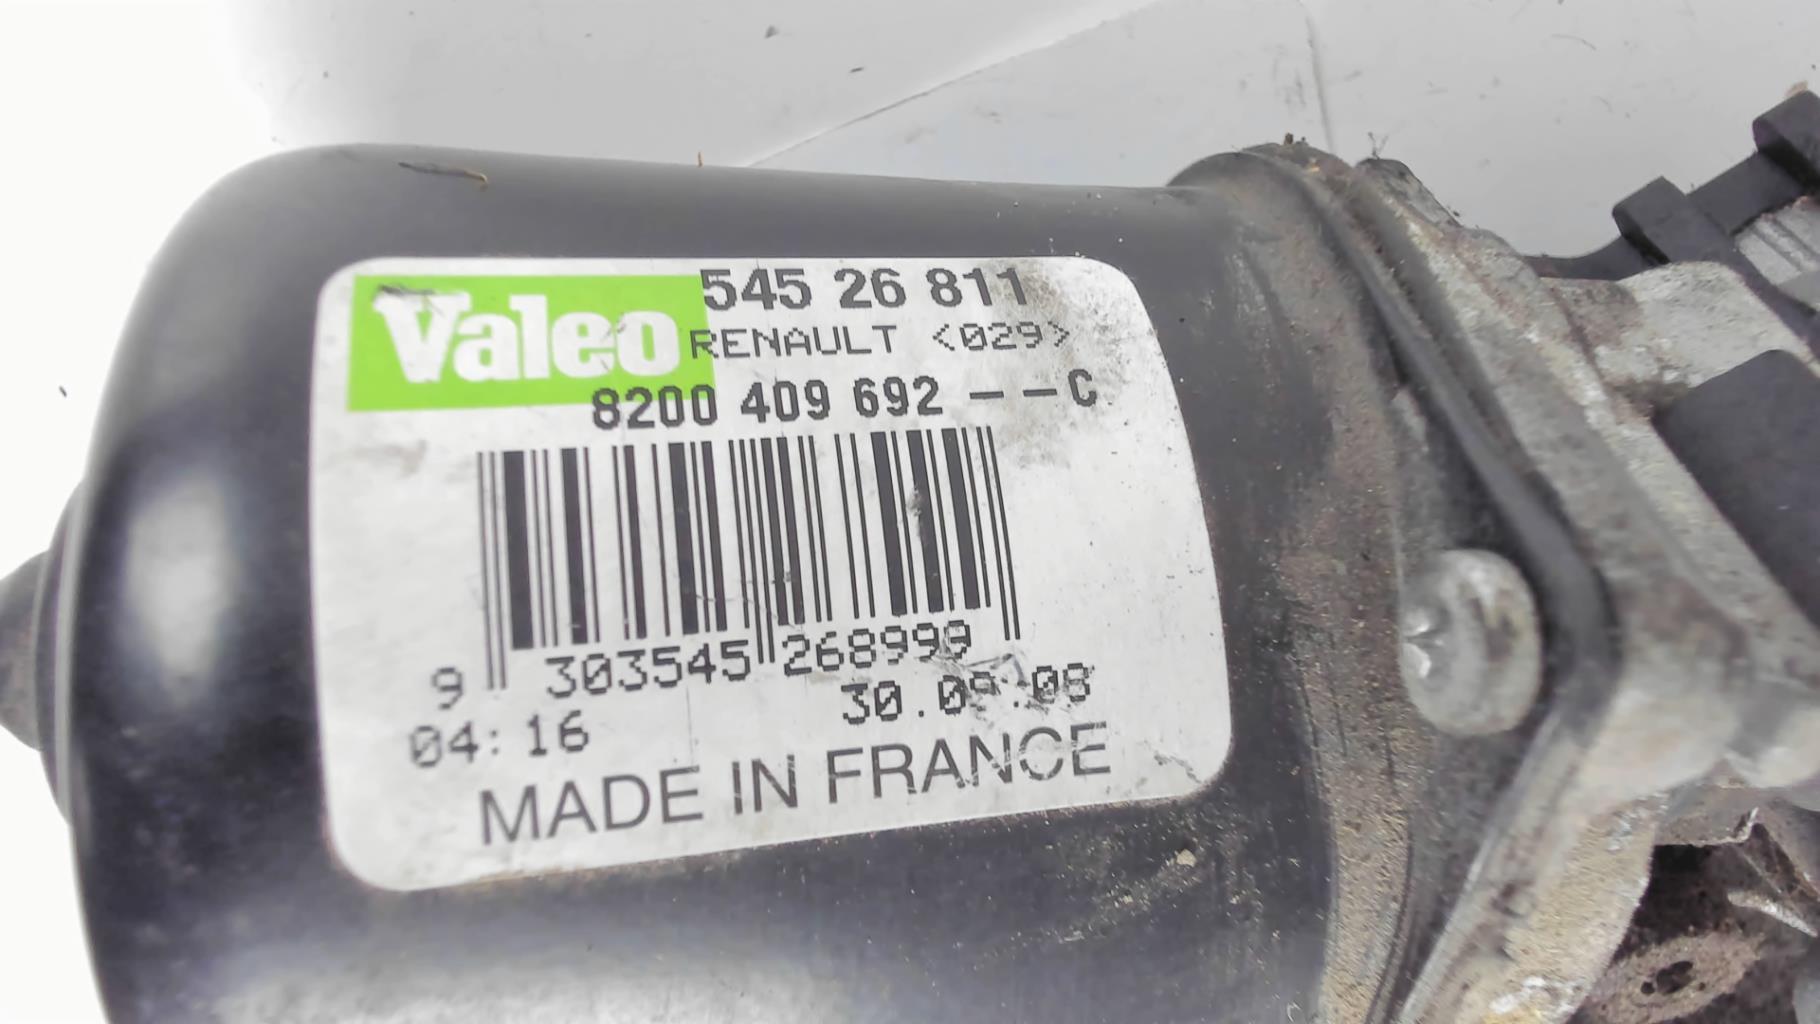 Valeo 545 26 811
RENAULT <029>
8200 409 692 --C
9 303545 268999
04:16 30.09.08
MADE IN FRANCE